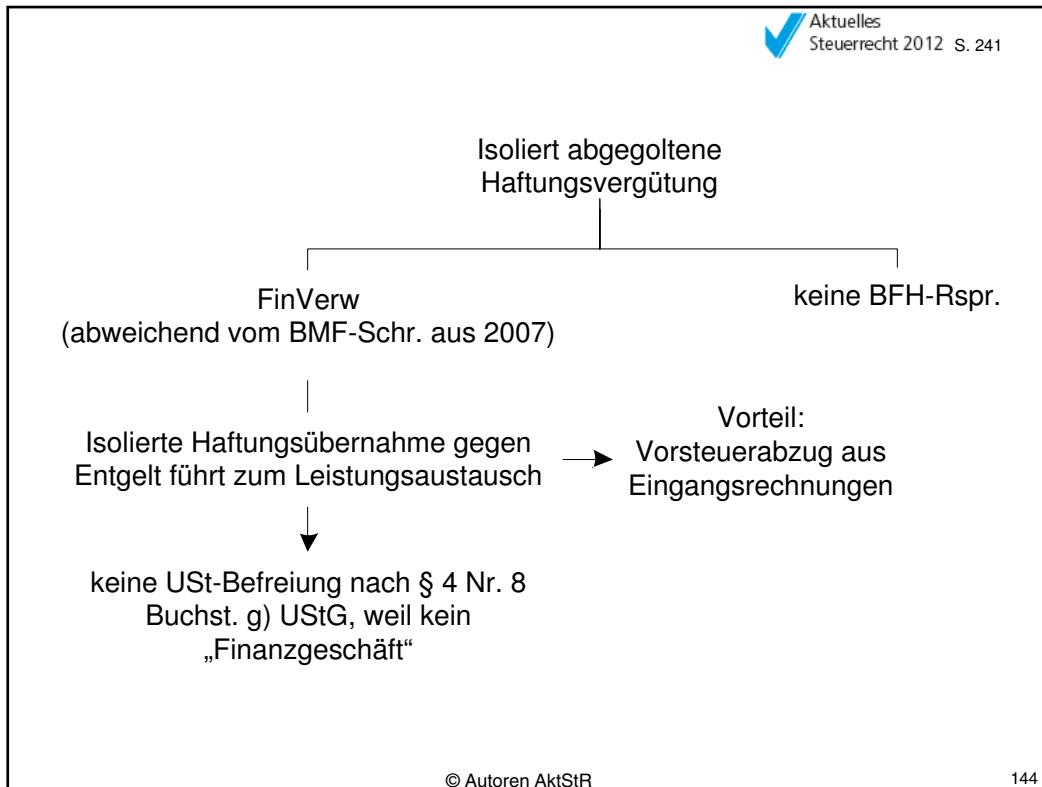 Aktuelles
Steuerrecht 2012 S. 241
Isoliert abgegoltene
Haftungsvergütung
FinVerw
(abweichend vom BMF-Schr. aus 2007)
keine BFH-Rspr.
Isolierte Haftungsübernahme gegen
Entgelt führt zum Leistungsaustausch
Vorteil:
Vorsteuerabzug aus
Eingangsrechnungen
keine USt-Befreiung nach § 4 Nr. 8
Buchst. g) UStG, weil kein
„Finanzgeschäft“
© Autoren AktStR
144